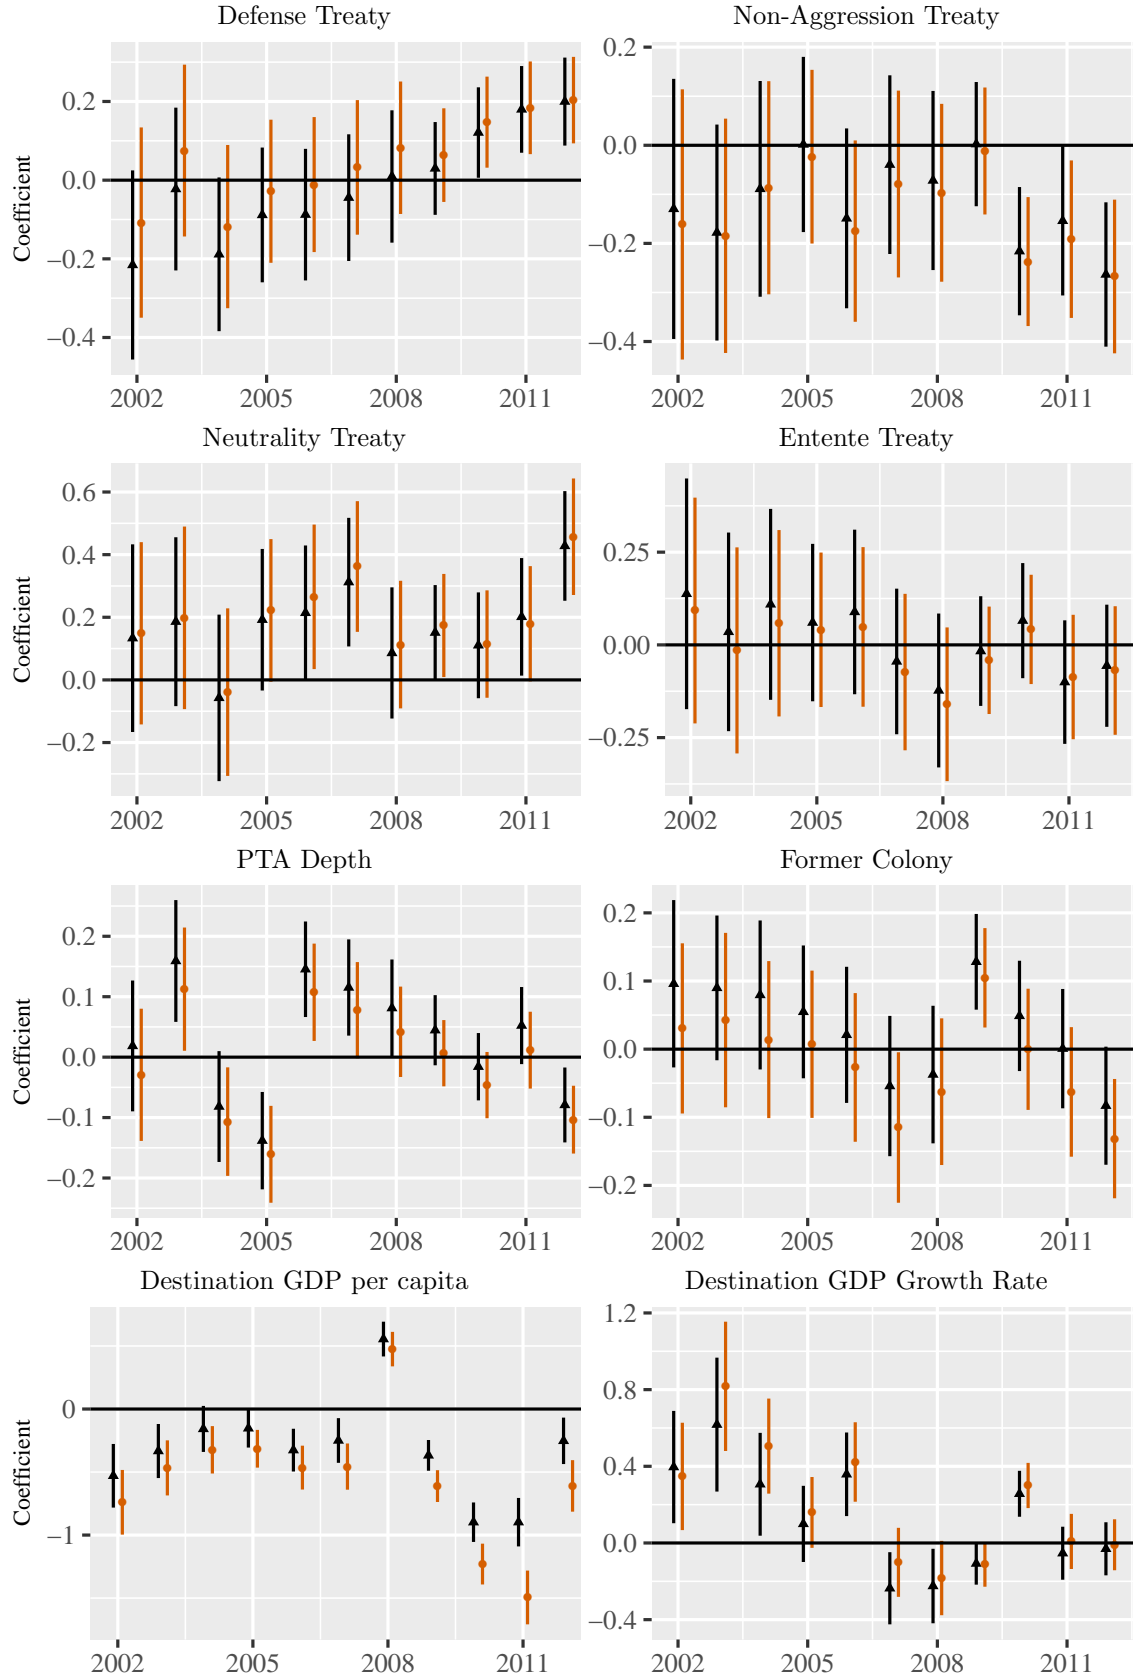 Defense Treaty
Non-Aggression Treaty
Coefficient
0.2
0.0
−0.2
−0.4
2002 2005 2008 2011
0.2
0.0
−0.2
−0.4
2002 2005 2008 2011
Neutrality Treaty
Entente Treaty
Coefficient
0.6
0.4
0.2
0.0
−0.2
2002 2005 2008 2011
0.25
0.00
−0.25
2002 2005 2008 2011
PTA Depth
Former Colony
Coefficient
0.2
0.1
0.0
−0.1
−0.2
2002 2005 2008 2011
0.2
0.1
0.0
−0.1
−0.2
2002 2005 2008 2011
Destination GDP per capita
Destination GDP Growth Rate
Coefficient
0
−1
2002 2005 2008 2011
1.2
0.8
0.4
0.0
−0.4
2002 2005 2008 2011